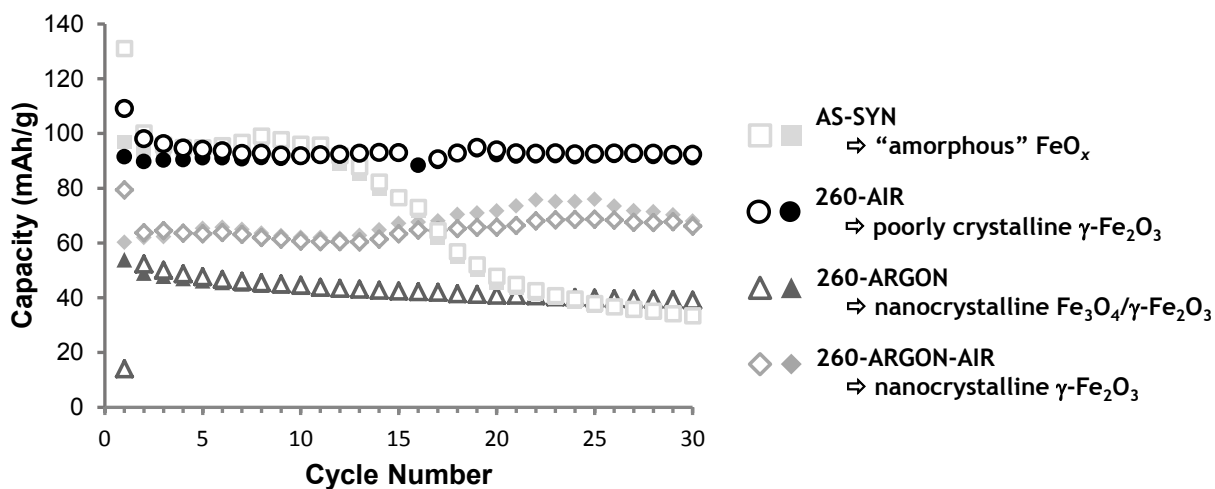 140
120
100
80
60
40
20
0
Capacity (mAh/g)
0 5 10 15 20 25 30
Cycle Number
AS-SYN
⇨ “amorphous” FeOₓ
260-AIR
⇨ poorly crystalline γ-Fe₂O₃
260-ARGON
⇨ nanocrystalline Fe₃O₄/γ-Fe₂O₃
260-ARGON-AIR
⇨ nanocrystalline γ-Fe₂O₃